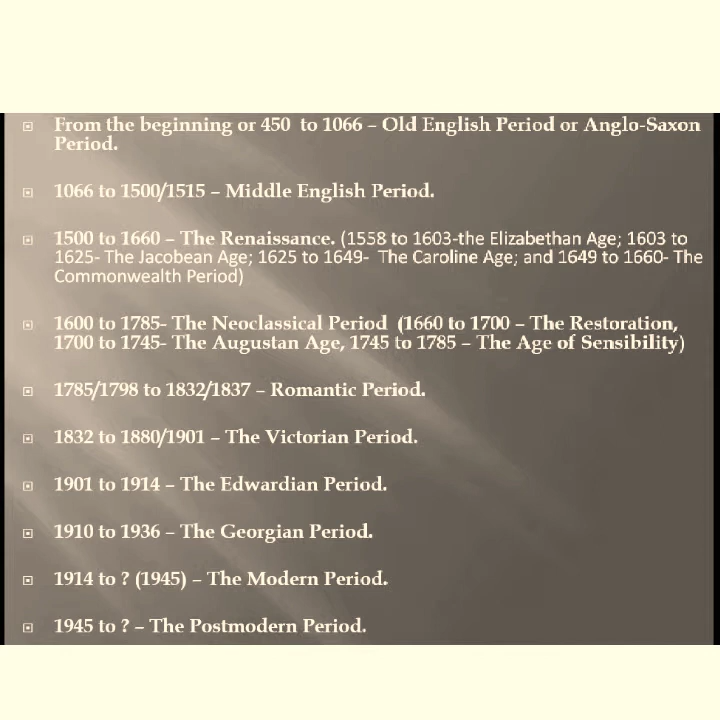 From the beginning or 450 to 1066 – Old English Period or Anglo-Saxon
Period.
1066 to 1500/1515 – Middle English Period.
1500 to 1660 – The Renaissance. (1558 to 1603-the Elizabethan Age; 1603 to
1625- The Jacobean Age; 1625 to 1649- The Caroline Age; and 1649 to 1660- The
Commonwealth Period)
1600 to 1785- The Neoclassical Period (1660 to 1700 – The Restoration,
1700 to 1745- The Augustan Age, 1745 to 1785 – The Age of Sensibility)
1785/1798 to 1832/1837 – Romantic Period.
1832 to 1880/1901 – The Victorian Period.
1901 to 1914 – The Edwardian Period.
1910 to 1936 – The Georgian Period.
1914 to ? (1945) – The Modern Period.
1945 to ? – The Postmodern Period.